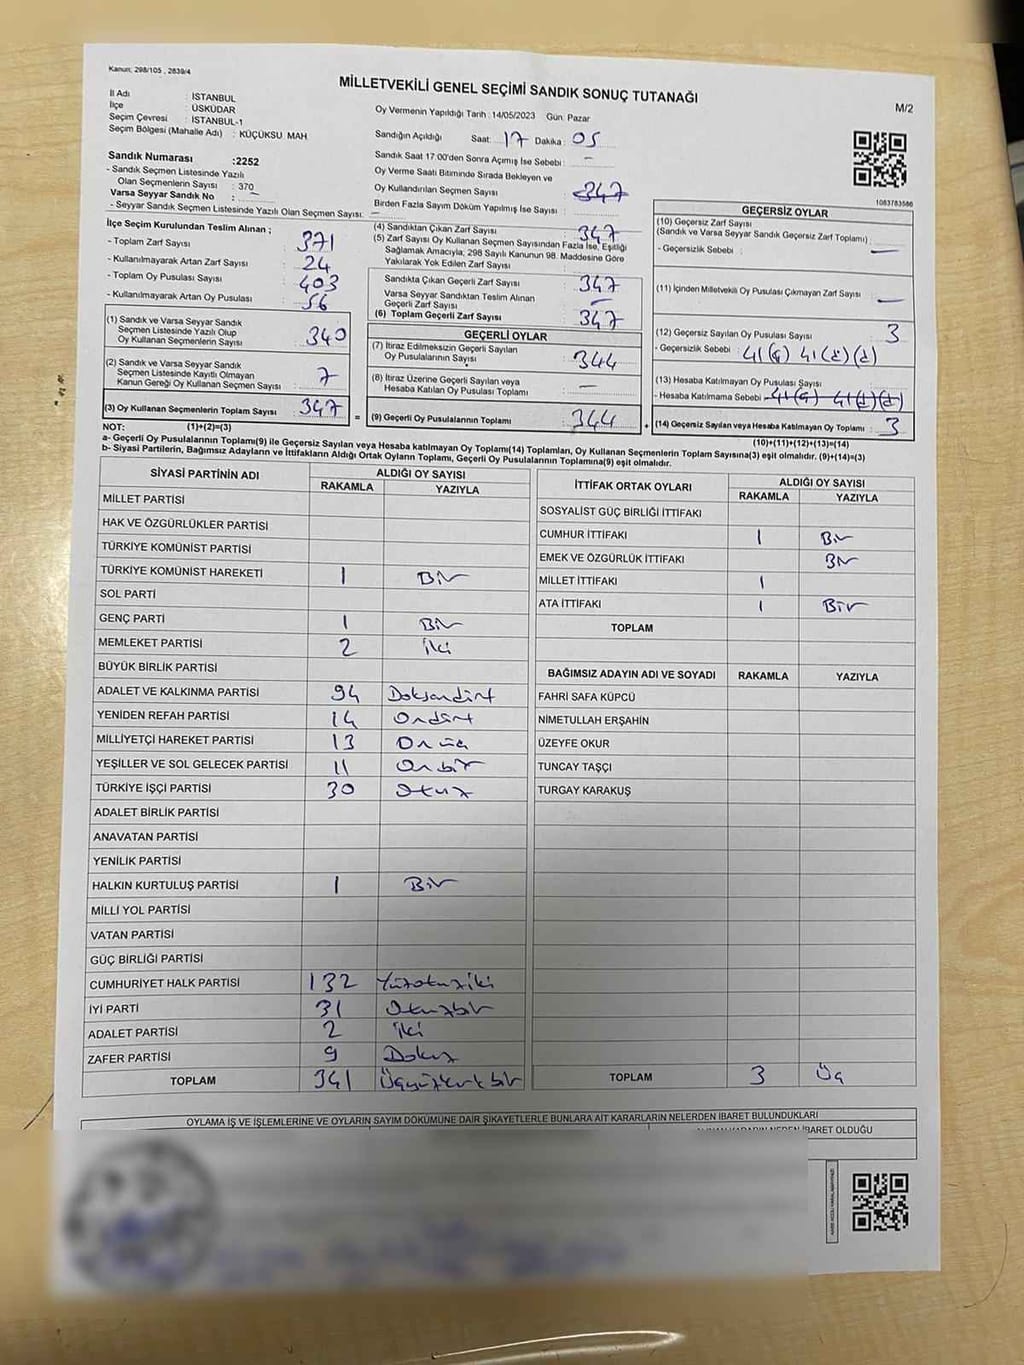 Kanun; 298/105 , 2839/4
MİLLETVEKİLİ GENEL SEÇİMİ SANDIK SONUÇ TUTANAĞI
M/2
İl Adı : İSTANBUL
İlçe : ÜSKÜDAR
Seçim Çevresi : İSTANBUL-1
Seçim Bölgesi (Mahalle Adı) : KÜÇÜKSU MAH
Sandık Numarası :2252
- Sandık Seçmen Listesinde Yazılı
Olan Seçmenlerin Sayısı : 370
Varsa Seyyar Sandık No : —
- Seyyar Sandık Seçmen Listesinde Yazılı Olan Seçmen Sayısı: —
Oy Vermenin Yapıldığı Tarih :14/05/2023 Gün: Pazar
Sandığın Açıldığı Saat: 17 Dakika: 05
Sandık Saat 17:00'den Sonra Açımış İse Sebebi : —
Oy Verme Saati Bitiminde Sırada Bekleyen ve
Oy Kullandırılan Seçmen Sayısı : 347
Birden Fazla Sayım Döküm Yapılmış İse Sayısı :
1083783586
İlçe Seçim Kurulundan Teslim Alınan ;
- Toplam Zarf Sayısı : 371
- Kullanılmayarak Artan Zarf Sayısı : 24
- Toplam Oy Pusulası Sayısı : 403
- Kullanılmayarak Artan Oy Pusulası : 56
(1) Sandık ve Varsa Seyyar Sandık
Seçmen Listesinde Yazılı Olup
Oy Kullanan Seçmenlerin Sayısı : 340
(2) Sandık ve Varsa Seyyar Sandık
Seçmen Listesinde Kayıtlı Olmayan
Kanun Gereği Oy Kullanan Seçmen Sayısı : 7
(3) Oy Kullanan Seçmenlerin Toplam Sayısı : 347
(4) Sandıktan Çıkan Zarf Sayısı : 347
(5) Zarf Sayısı Oy Kullanan Seçmen Sayısından Fazla İse, Eşitliği
Sağlamak Amacıyla, 298 Sayılı Kanunun 98. Maddesine Göre
Yakılarak Yok Edilen Zarf Sayısı :
Sandıkta Çıkan Geçerli Zarf Sayısı : 347
Varsa Seyyar Sandıktan Teslim Alınan
Geçerli Zarf Sayısı : —
(6) Toplam Geçerli Zarf Sayısı : 347
GEÇERLİ OYLAR
(7) İtiraz Edilmeksizin Geçerli Sayılan
Oy Pusulalarının Sayısı : 344
(8) İtiraz Üzerine Geçerli Sayılan veya
Hesaba Katılan Oy Pusulaları Toplamı : —
= (9) Geçerli Oy Pusulalarının Toplamı : 344
GEÇERSİZ OYLAR
(10) Geçersiz Zarf Sayısı
(Sandık ve Varsa Seyyar Sandık Geçersiz Zarf Toplamı) :
- Geçersizlik Sebebi : —
(11) İçinden Milletvekili Oy Pusulası Çıkmayan Zarf Sayısı : —
(12) Geçersiz Sayılan Oy Pusulası Sayısı : 3
- Geçersizlik Sebebi :
(13) Hesaba Katılmayan Oy Pusulası Sayısı :
- Hesaba Katılmama Sebebi
+ (14) Geçersiz Sayılan veya Hesaba Katılmayan Oy Toplamı : 3
NOT: (1)+(2)=(3)
(10)+(11)+(12)+(13)=(14)
a- Geçerli Oy Pusulalarının Toplamı(9) ile Geçersiz Sayılan veya Hesaba katılmayan Oy Toplamı(14) Toplamları, Oy Kullanan Seçmenlerin Toplam Sayısına(3) eşit olmalıdır. (9)+(14)=(3)
b- Siyasi Partilerin, Bağımsız Adayların ve İttifakların Aldığı Ortak Oyların Toplamı, Geçerli Oy Pusulalarının Toplamına(9) eşit olmalıdır.
SİYASİ PARTİNİN ADI ALDIĞI OY SAYISI
RAKAMLA YAZIYLA
MİLLET PARTİSİ
HAK VE ÖZGÜRLÜKLER PARTİSİ
TÜRKİYE KOMÜNİST PARTİSİ
TÜRKİYE KOMÜNİST HAREKETİ 1 Bir
SOL PARTİ
GENÇ PARTİ 1 Bir
MEMLEKET PARTİSİ 2 iki
BÜYÜK BİRLİK PARTİSİ
ADALET VE KALKINMA PARTİSİ 94 Doksandört
YENİDEN REFAH PARTİSİ 14 Ondört
MİLLİYETÇİ HAREKET PARTİSİ 13 Onüç
YEŞİLLER VE SOL GELECEK PARTİSİ 11 Onbir
TÜRKİYE İŞÇİ PARTİSİ 30 Otuz
ADALET BİRLİK PARTİSİ
ANAVATAN PARTİSİ
YENİLİK PARTİSİ
HALKIN KURTULUŞ PARTİSİ 1 Bir
MİLLİ YOL PARTİSİ
VATAN PARTİSİ
GÜÇ BİRLİĞİ PARTİSİ
CUMHURİYET HALK PARTİSİ 132 Yüzotuziki
İYİ PARTİ 31 Otuzbir
ADALET PARTİSİ 2 iki
ZAFER PARTİSİ 9 Dokuz
TOPLAM 341 Üçyüzkırkbir
İTTİFAK ORTAK OYLARI ALDIĞI OY SAYISI
RAKAMLA YAZIYLA
SOSYALİST GÜÇ BİRLİĞİ İTTİFAKI
CUMHUR İTTİFAKI 1 Bir
EMEK VE ÖZGÜRLÜK İTTİFAKI Bir
MİLLET İTTİFAKI 1
ATA İTTİFAKI 1 Bir
TOPLAM
BAĞIMSIZ ADAYIN ADI VE SOYADI RAKAMLA YAZIYLA
FAHRİ SAFA KÜPCÜ
NİMETULLAH ERŞAHİN
ÜZEYFE OKUR
TUNCAY TAŞÇI
TURGAY KARAKUŞ
TOPLAM 3 Üç
OYLAMA İŞ VE İŞLEMLERİNE VE OYLARIN SAYIM DÖKÜMÜNE DAİR ŞİKAYETLERLE BUNLARA AİT KARARLARIN NELERDEN İBARET BULUNDUKLARI
İBARET OLDUĞU